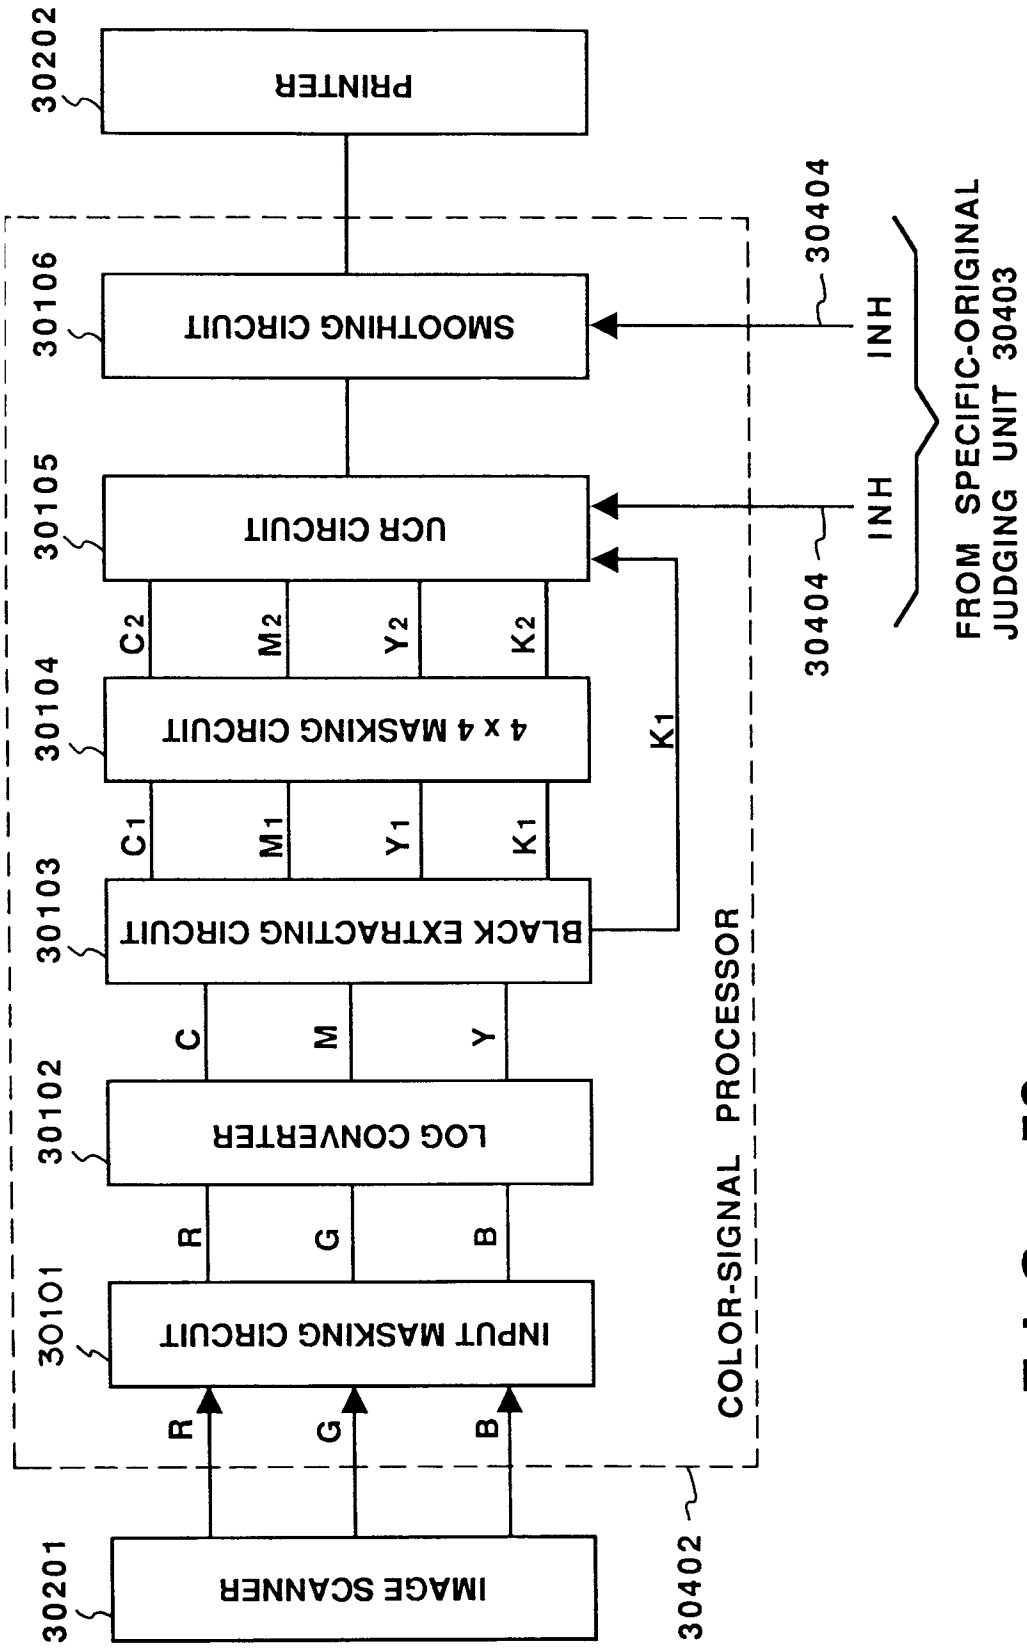 30201
IMAGE SCANNER
R
G
B
30402
COLOR-SIGNAL PROCESSOR
30101
INPUT MASKING CIRCUIT
R
G
B
30102
LOG CONVERTER
C
M
Y
30103
BLACK EXTRACTING CIRCUIT
C1
M1
Y1
K1
K1
30104
4 x 4 MASKING CIRCUIT
C2
M2
Y2
K2
30105
UCR CIRCUIT
30404
INH
30106
SMOOTHING CIRCUIT
30404
INH
FROM SPECIFIC-ORIGINAL
JUDGING UNIT 30403
30202
PRINTER